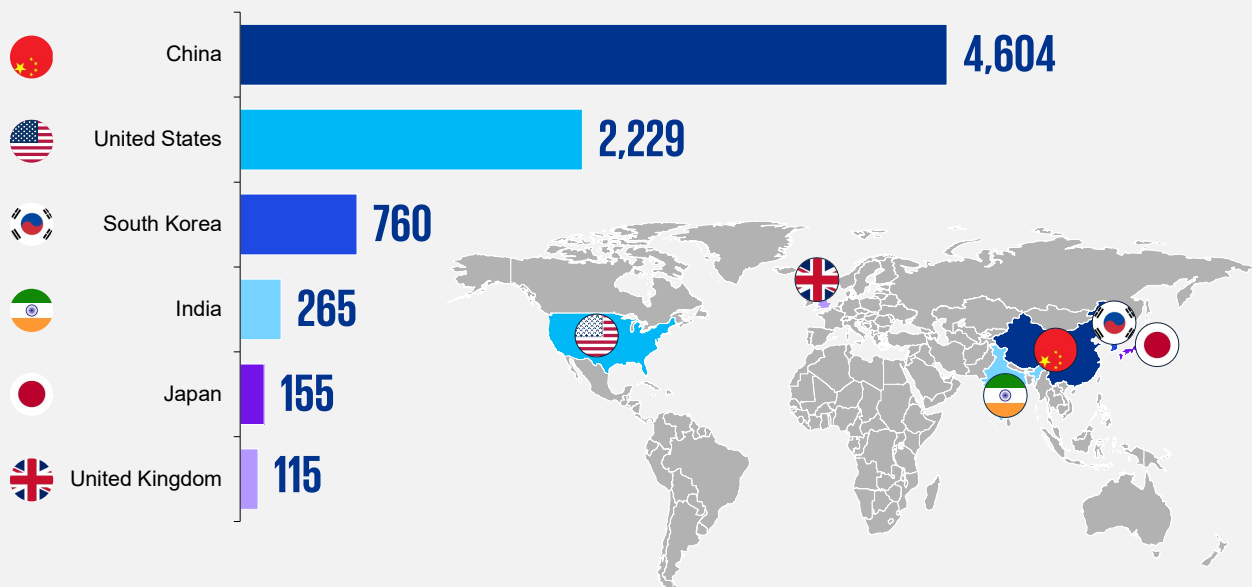 China 4,604
United States 2,229
South Korea 760
India 265
Japan 155
United Kingdom 115